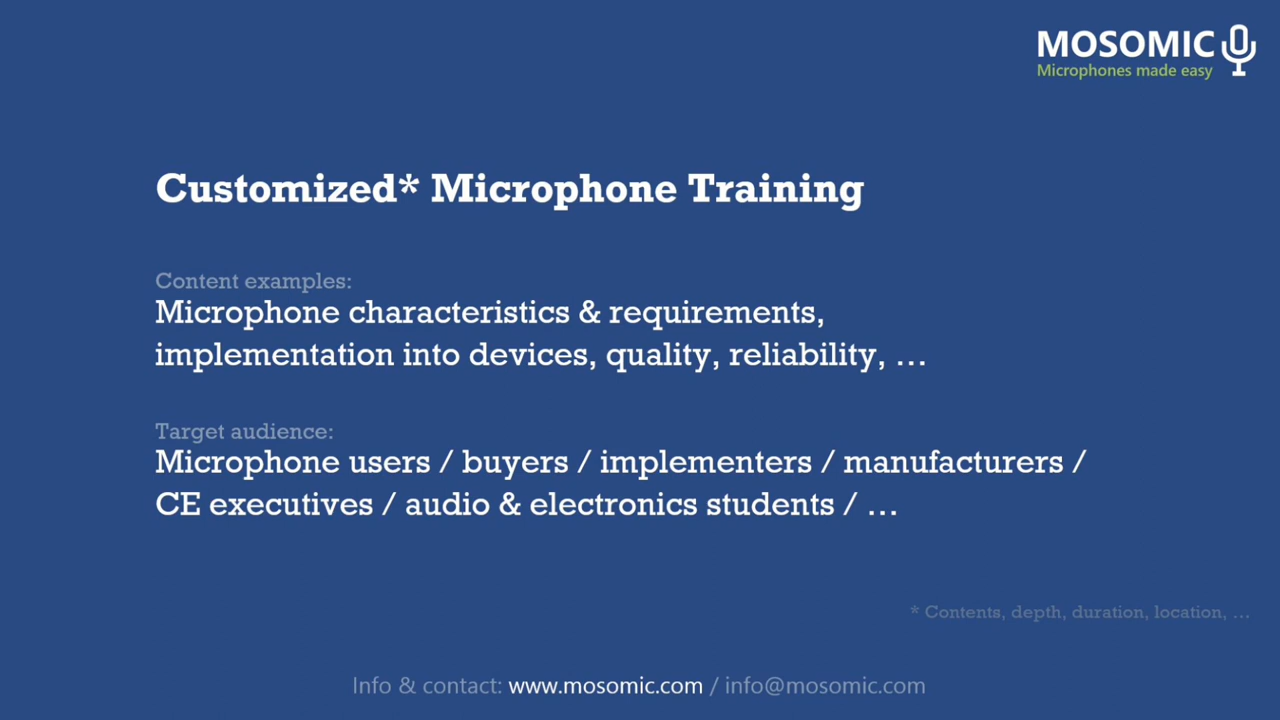 MOSOMIC
Microphones made easy
Customized* Microphone Training
Content examples:
Microphone characteristics & requirements,
implementation into devices, quality, reliability, ...
Target audience:
Microphone users / buyers / implementers / manufacturers /
CE executives / audio & electronics students / ...
* Contents, depth, duration, location, ...
Info & contact: www.mosomic.com / info@mosomic.com